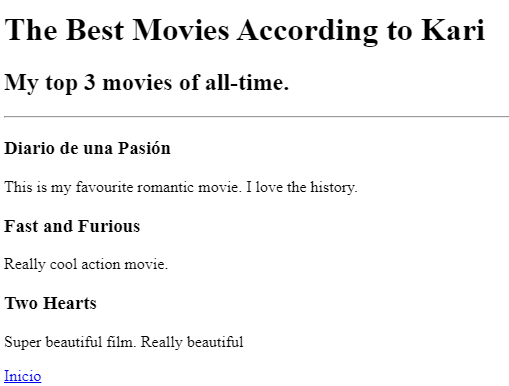 The Best Movies According to Kari
My top 3 movies of all-time.
Diario de una Pasión
This is my favourite romantic movie. I love the history.
Fast and Furious
Really cool action movie.
Two Hearts
Super beautiful film. Really beautiful
Inicio